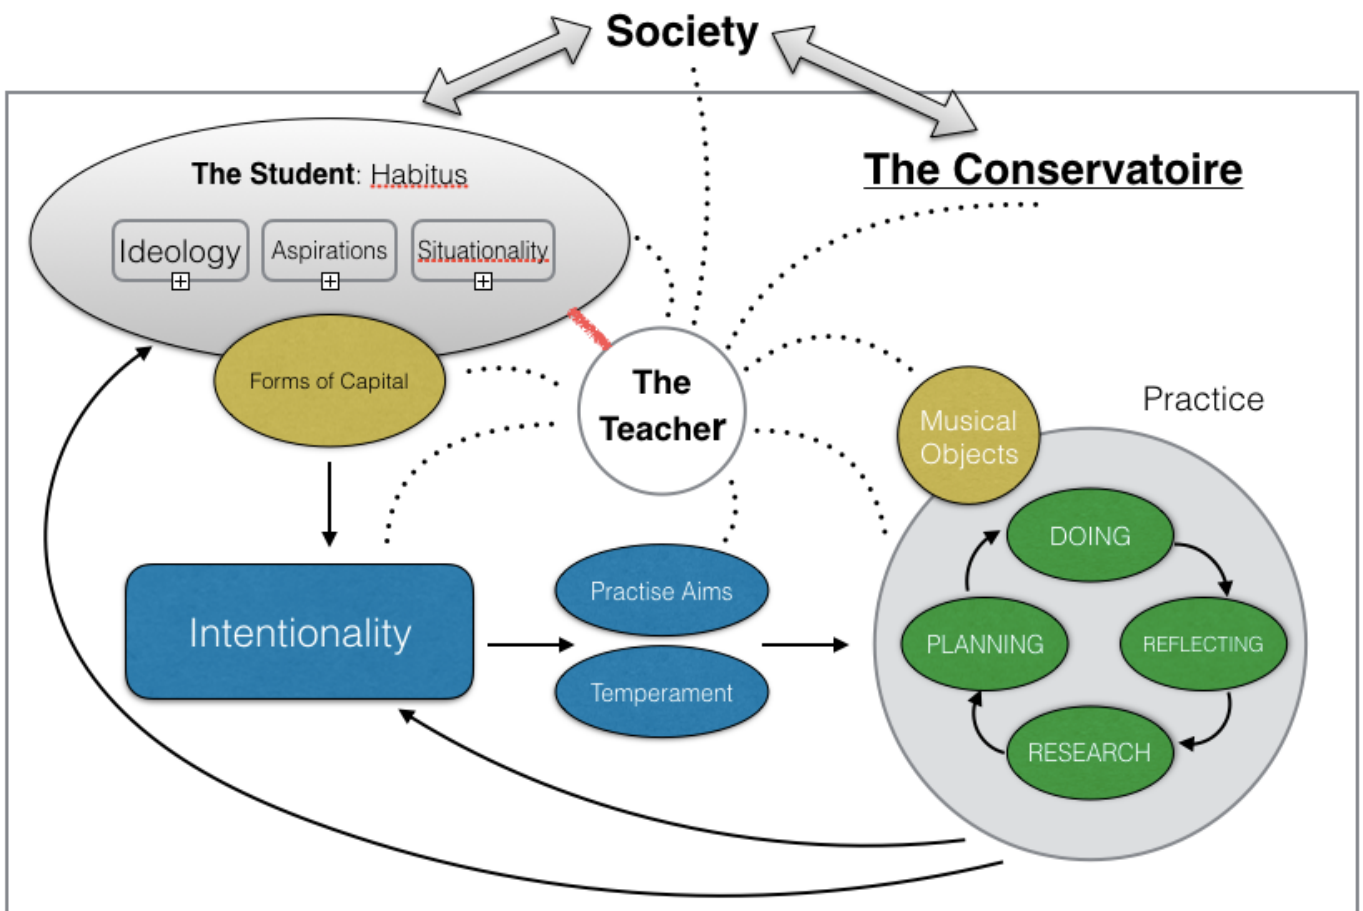 Society
The Conservatoire
The Student: Habitus
Ideology
Aspirations
Situationality
Forms of Capital
The
Teacher
Musical
Objects
Practice
DOING
PLANNING
REFLECTING
RESEARCH
Intentionality
Practise Aims
Temperament